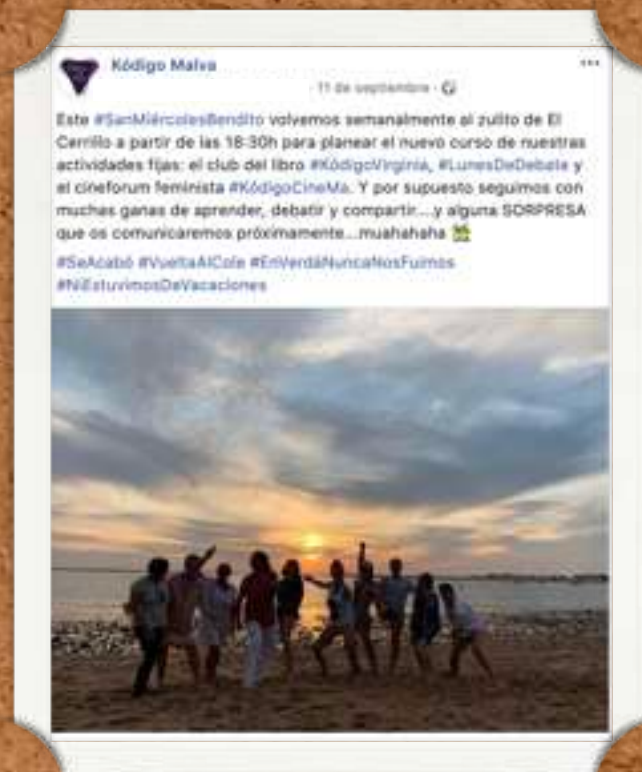 Kódigo Malva
11 de septiembre
Este #SanMiércolesBendito volvemos semanalmente al zulito de El
Cerrillo a partir de las 18:30h para planear el nuevo curso de nuestras
actividades fijas: el club del libro #KódigoVirginia, #LunesDeDebate y
el cineforum feminista #KódigoCineMa. Y por supuesto seguimos con
muchas ganas de aprender, debatir y compartir....y alguna SORPRESA
que os comunicaremos próximamente...muahahaha
#SeAcabó #VueltaAlCole #EnVerdáNuncaNosFuimos
#NiEstuvimosDeVacaciones